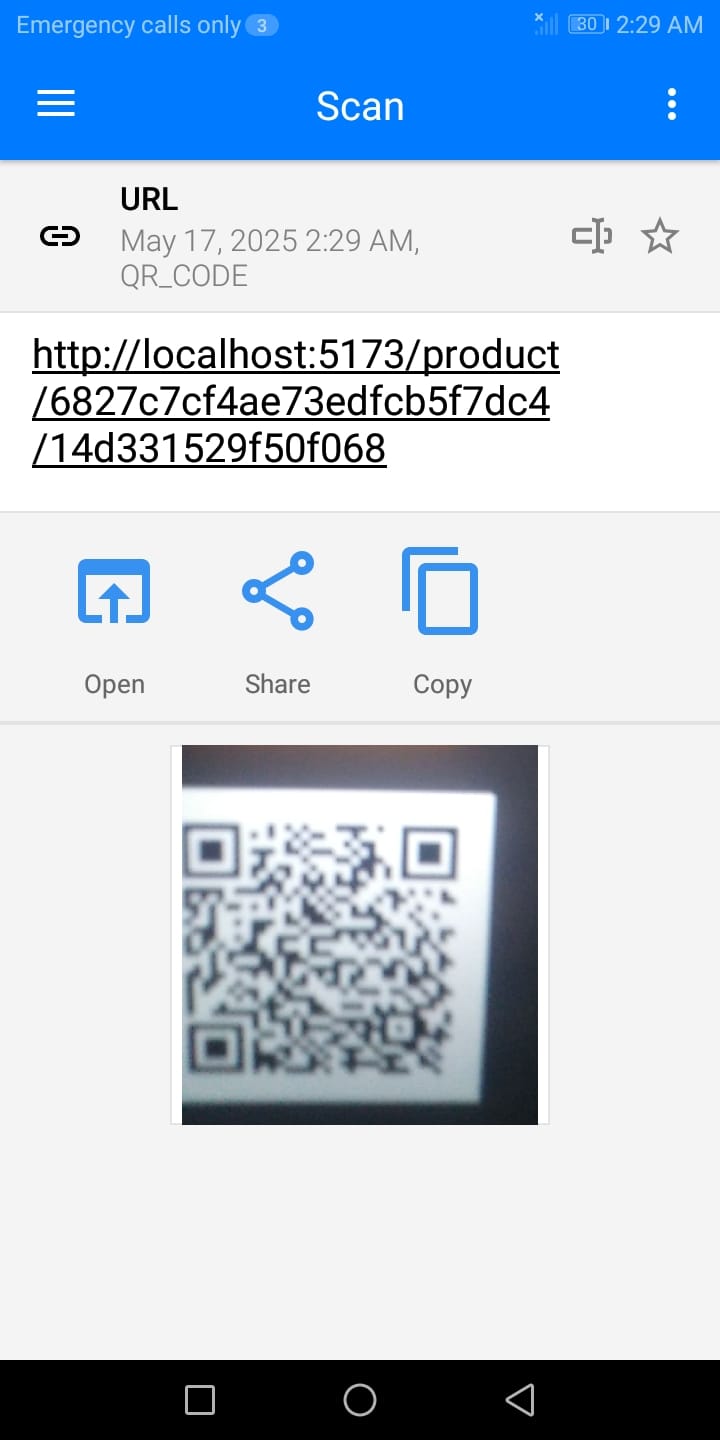 Emergency calls only 3
30 2:29 AM
Scan
URL
May 17, 2025 2:29 AM,
QR_CODE
http://localhost:5173/product
/6827c7cf4ae73edfcb5f7dc4
/14d331529f50f068
Open Share Copy